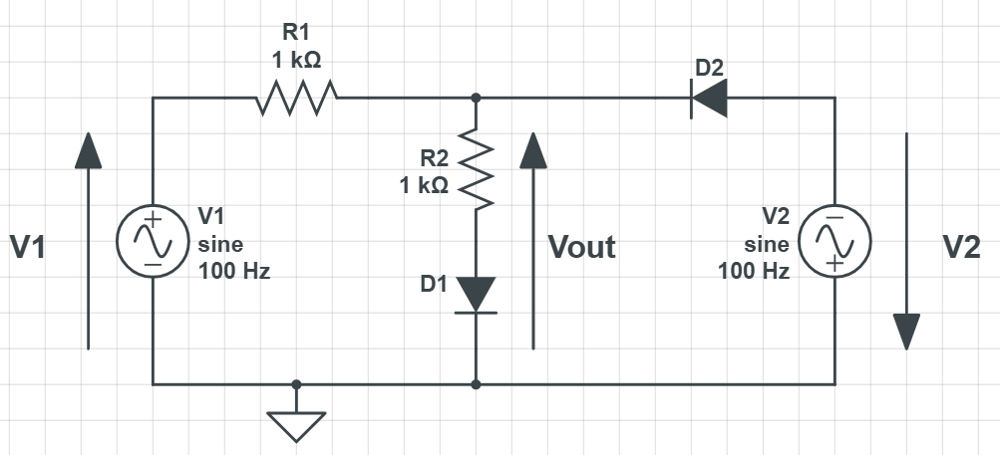 R1
1 kΩ
D2
R2
1 kΩ
V1
V1
sine
100 Hz
Vout
V2
sine
100 Hz
V2
D1